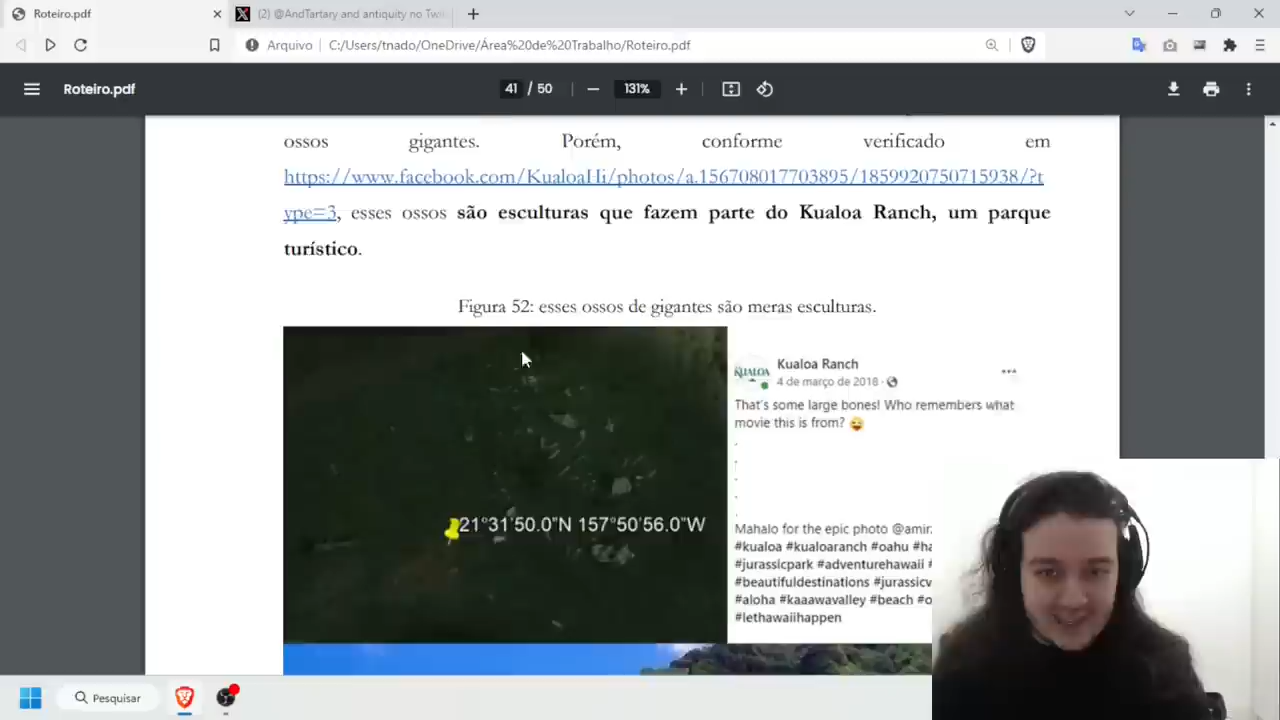 Roteiro.pdf
(2) @AndTartary and antiquity no Twi
Arquivo
C:/Users/tnado/OneDrive/Área%20de%20Trabalho/Roteiro.pdf
Roteiro.pdf
41 / 50
131%
ossos gigantes. Porém, conforme verificado em
https://www.facebook.com/KualoaHi/photos/a.156708017703895/1859920750715938/?t
ype=3, esses ossos são esculturas que fazem parte do Kualoa Ranch, um parque
turístico.
Figura 52: esses ossos de gigantes são meras esculturas.
21°31'50.0"N 157°50'56.0"W
KUALOA
Kualoa Ranch
4 de março de 2018 ·
That's some large bones! Who remembers what
movie this is from? 😄
.
.
.
.
.
Mahalo for the epic photo @amir.
#kualoa #kualoaranch #oahu #ha
#jurassicpark #adventurehawaii #
#beautifuldestinations #jurassicw
#aloha #kaaawavalley #beach #o
#lethawaiihappen
Pesquisar